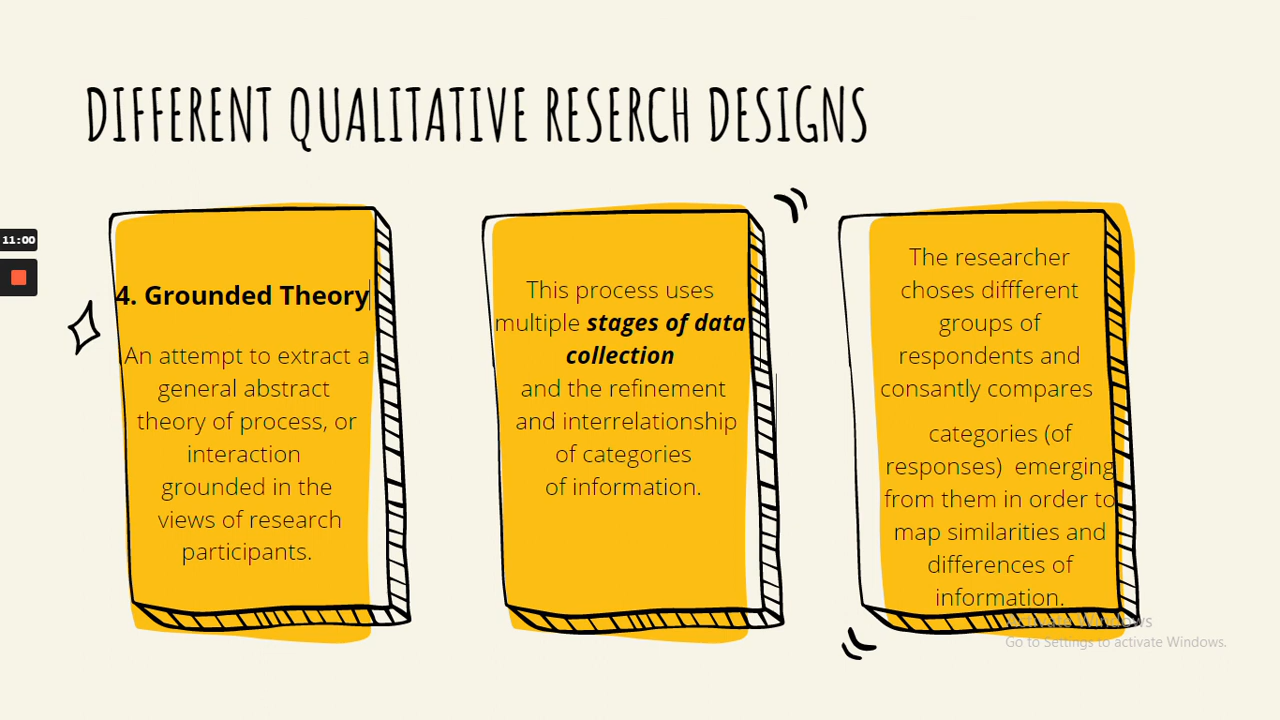 DIFFERENT QUALITATIVE RESERCH DESIGNS
11:00
4. Grounded Theory
An attempt to extract a
general abstract
theory of process, or
interaction
grounded in the
views of research
participants.
This process uses
multiple stages of data
collection
and the refinement
and interrelationship
of categories
of information.
The researcher
choses diffferent
groups of
respondents and
consantly compares
categories (of
responses)  emerging
from them in order to
map similarities and
differences of
information.
Activate Windows
Go to Settings to activate Windows.